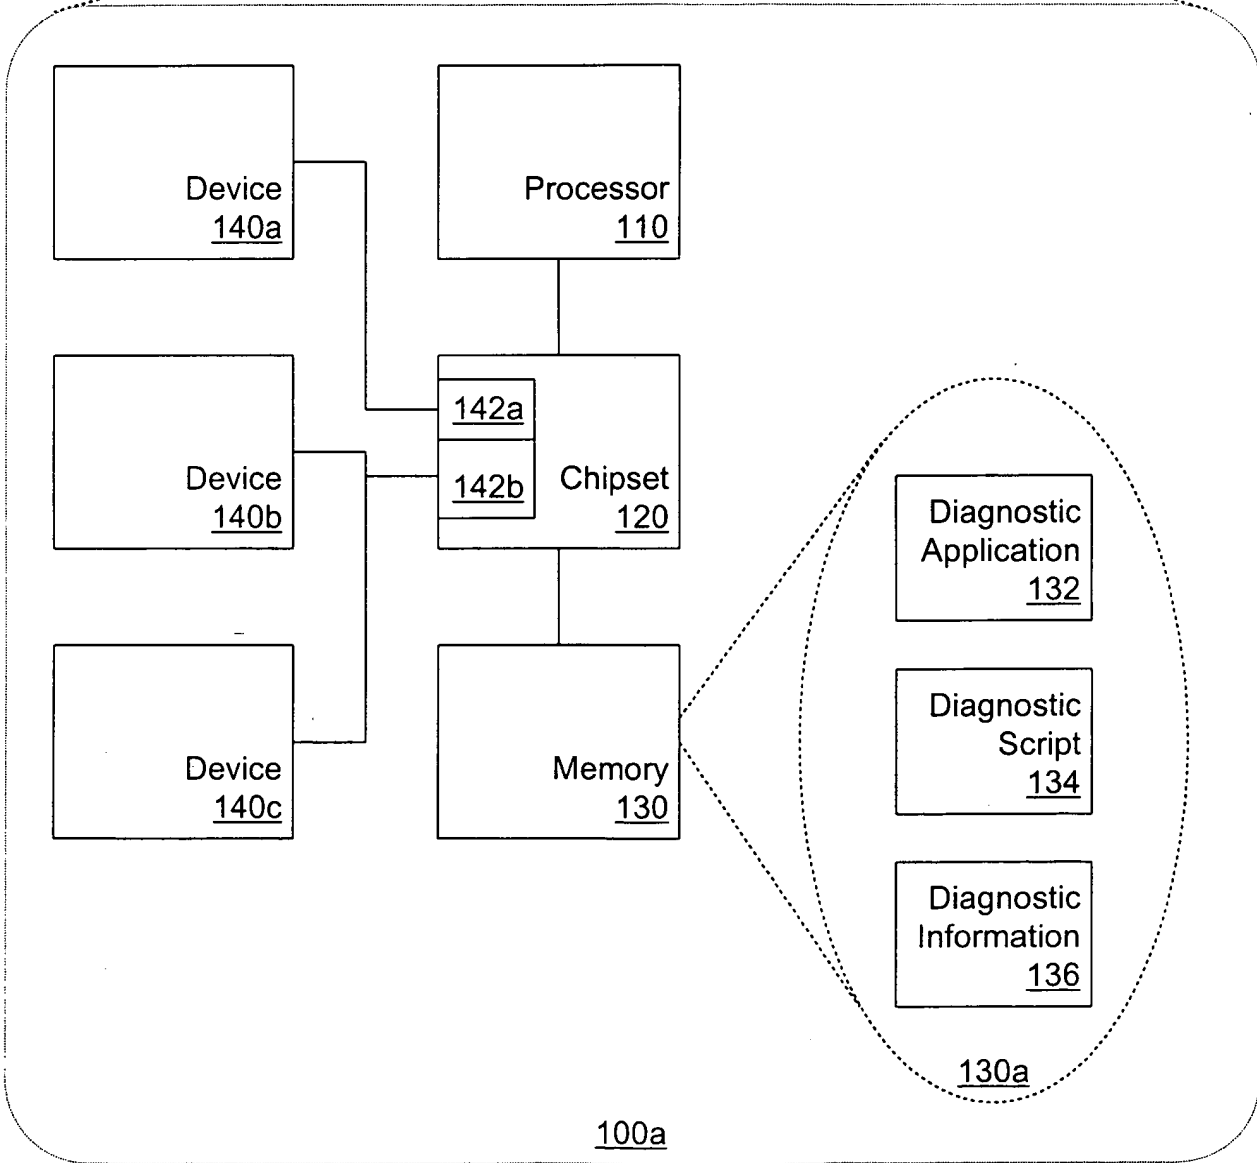 Device
140a
Processor
110
Device
140b
142a
142b
Chipset
120
Device
140c
Memory
130
Diagnostic
Application
132
Diagnostic
Script
134
Diagnostic
Information
136
130a
100a